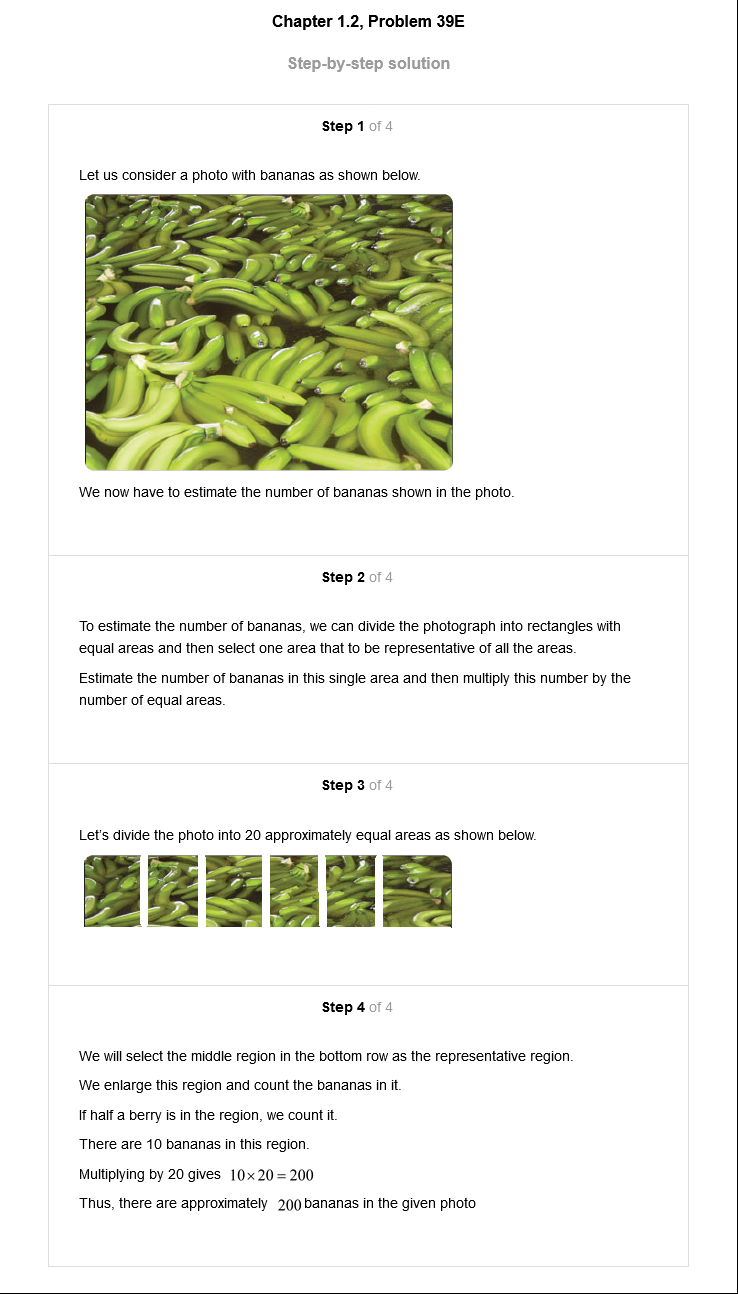 Chapter 1.2, Problem 39E
Step-by-step solution
Step 1 of 4
Let us consider a photo with bananas as shown below.
We now have to estimate the number of bananas shown in the photo.
Step 2 of 4
To estimate the number of bananas, we can divide the photograph into rectangles with
equal areas and then select one area that to be representative of all the areas.
Estimate the number of bananas in this single area and then multiply this number by the
number of equal areas.
Step 3 of 4
Let’s divide the photo into 20 approximately equal areas as shown below.
Step 4 of 4
We will select the middle region in the bottom row as the representative region.
We enlarge this region and count the bananas in it.
If half a berry is in the region, we count it.
There are 10 bananas in this region.
Multiplying by 20 gives 10×20=200
Thus, there are approximately 200 bananas in the given photo